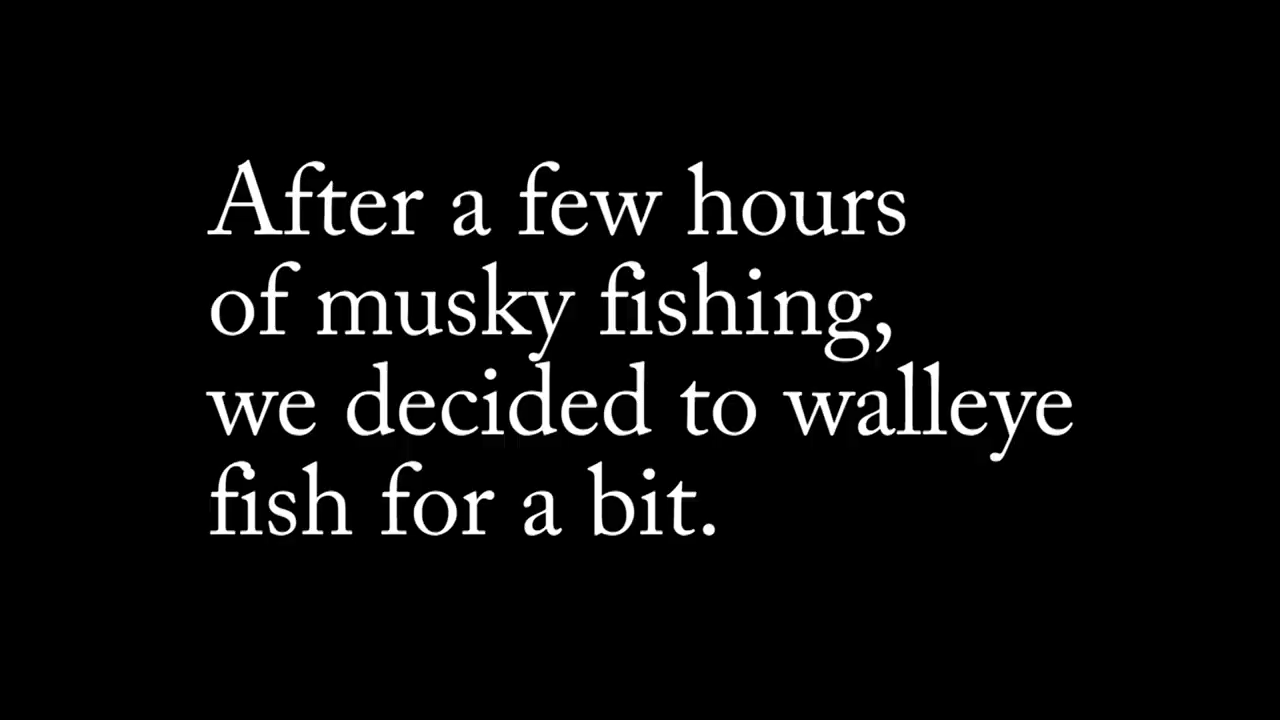 After a few hours
of musky fishing,
we decided to walleye
fish for a bit.